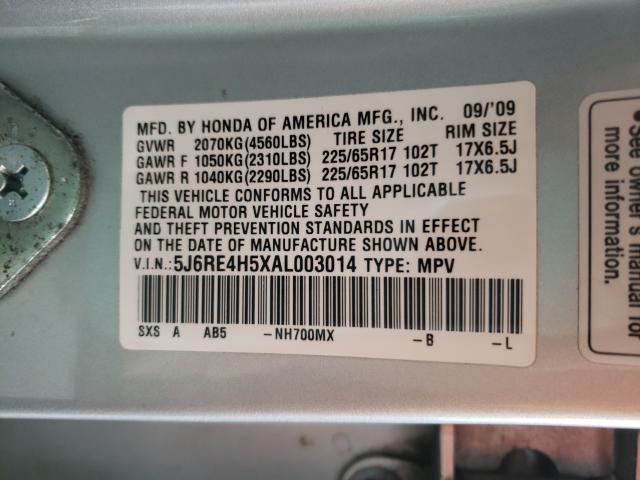 MFD. BY HONDA OF AMERICA MFG., INC. 09/'09
GVWR 2070KG(4560LBS) TIRE SIZE RIM SIZE
GAWR F 1050KG(2310LBS) 225/65R17 102T 17X6.5J
GAWR R 1040KG(2290LBS) 225/65R17 102T 17X6.5J
THIS VEHICLE CONFORMS TO ALL APPLICABLE
FEDERAL MOTOR VEHICLE SAFETY
AND THEFT PREVENTION STANDARDS IN EFFECT
ON THE DATE OF MANUFACTURE SHOWN ABOVE.
V.I.N.:5J6RE4H5XAL003014 TYPE: MPV
SXS A AB5 -NH700MX -B -L
●See owner's manual for
more information.